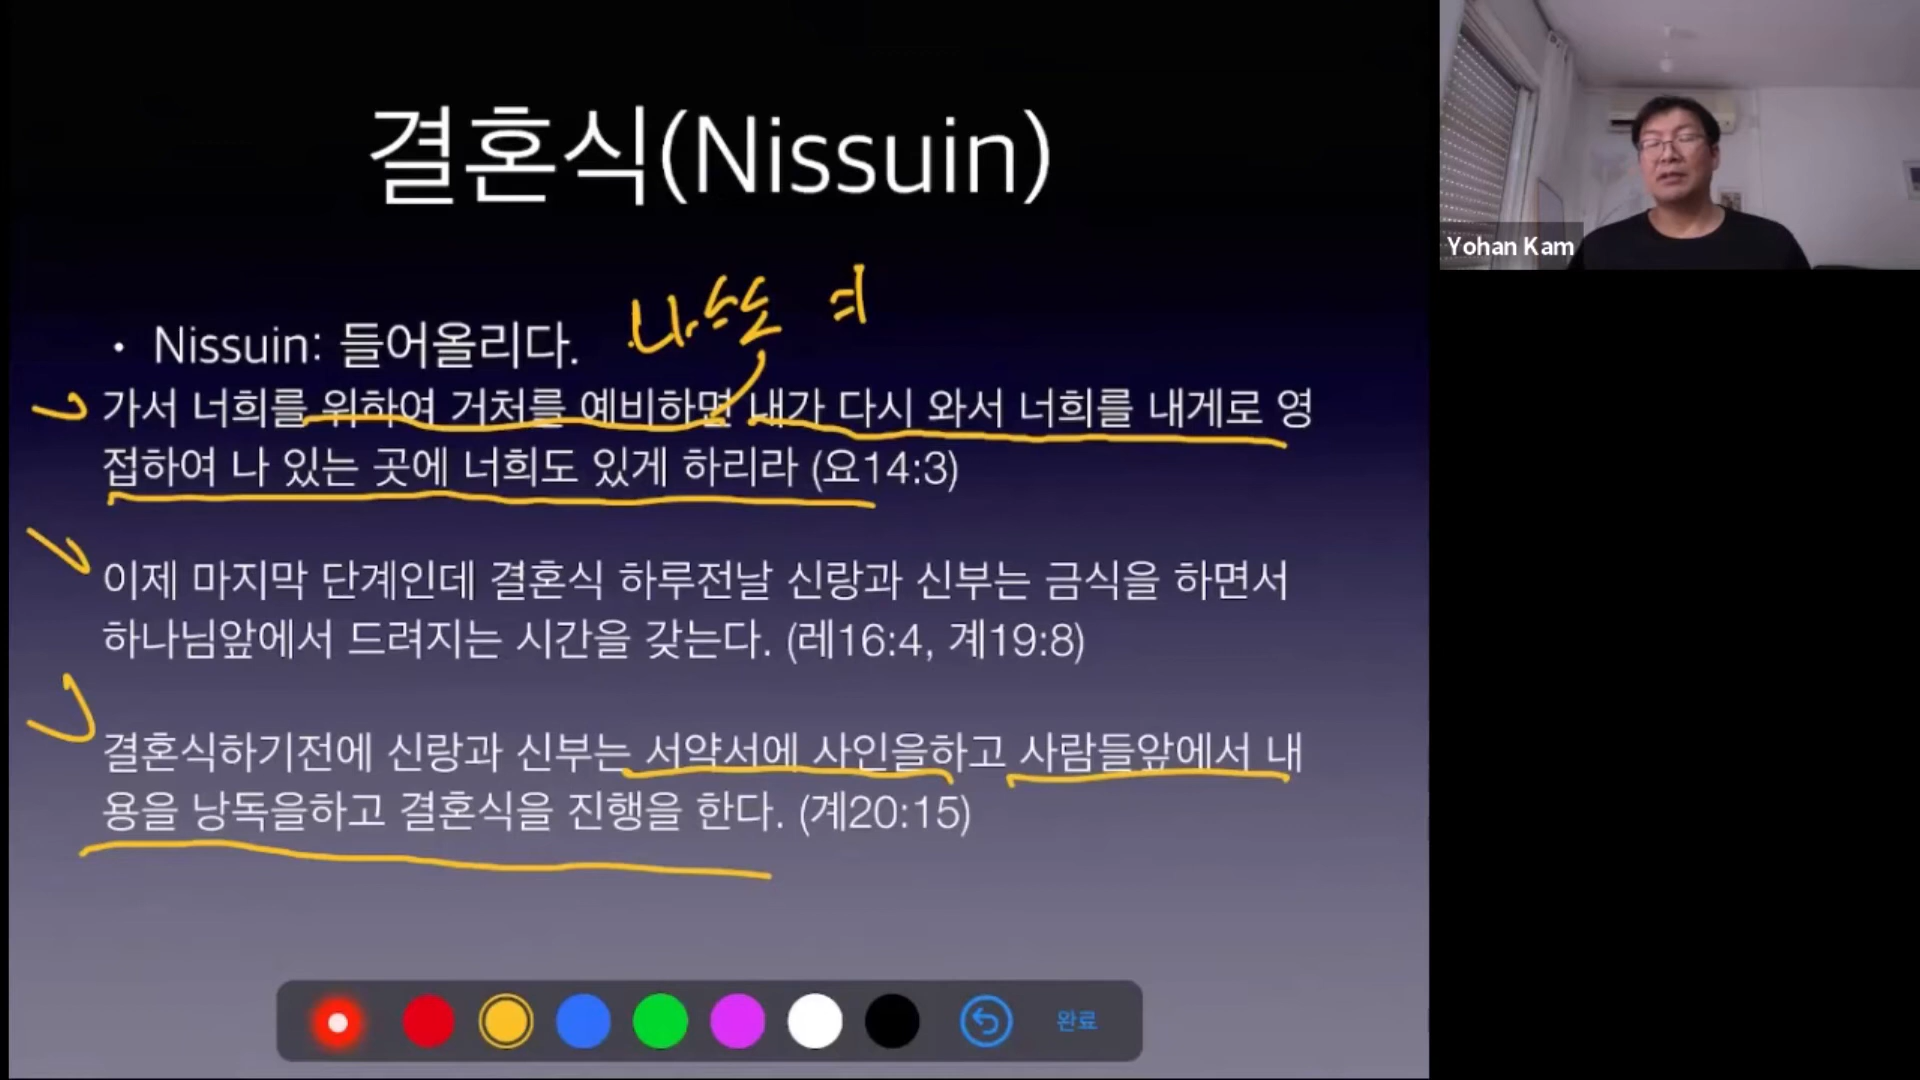 결혼식(Nissuin)
• Nissuin: 들어올리다.
가서 너희를 위하여 거처를 예비하면 내가 다시 와서 너희를 내게로 영
접하여 나 있는 곳에 너희도 있게 하리라 (요14:3)
이제 마지막 단계인데 결혼식 하루전날 신랑과 신부는 금식을 하면서
하나님앞에서 드려지는 시간을 갖는다. (레16:4, 계19:8)
결혼식하기전에 신랑과 신부는 서약서에 사인을하고 사람들앞에서 내
용을 낭독을하고 결혼식을 진행을 한다. (계20:15)
완료
Yohan Kam